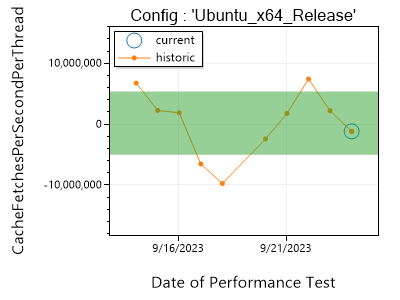 Config : 'Ubuntu_x64_Release'
current
historic
CacheFetchesPerSecondPerThread
10,000,000
0
-10,000,000
9/16/2023
9/21/2023
Date of Performance Test